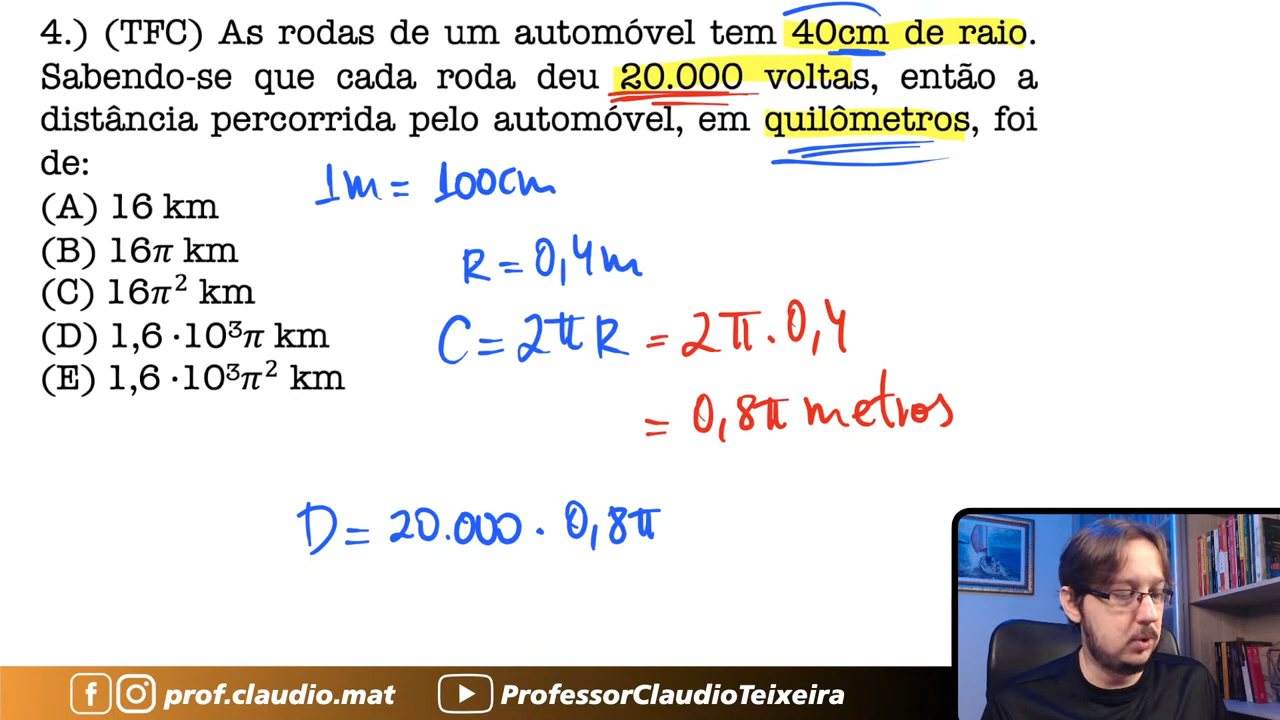 4.) (TFC) As rodas de um automóvel tem 40cm de raio.
Sabendo-se que cada roda deu 20.000 voltas, então a
distância percorrida pelo automóvel, em quilômetros, foi
de:
1m = 100cm
(A) 16 km
(B) 16π km
(C) 16π² km
(D) 1,6 ·10³π km
(E) 1,6 ·10³π² km
R = 0,4m
C = 2πR = 2π · 0,4
= 0,8π metros
D = 20.000 · 0,8π
prof.claudio.mat ProfessorClaudioTeixeira